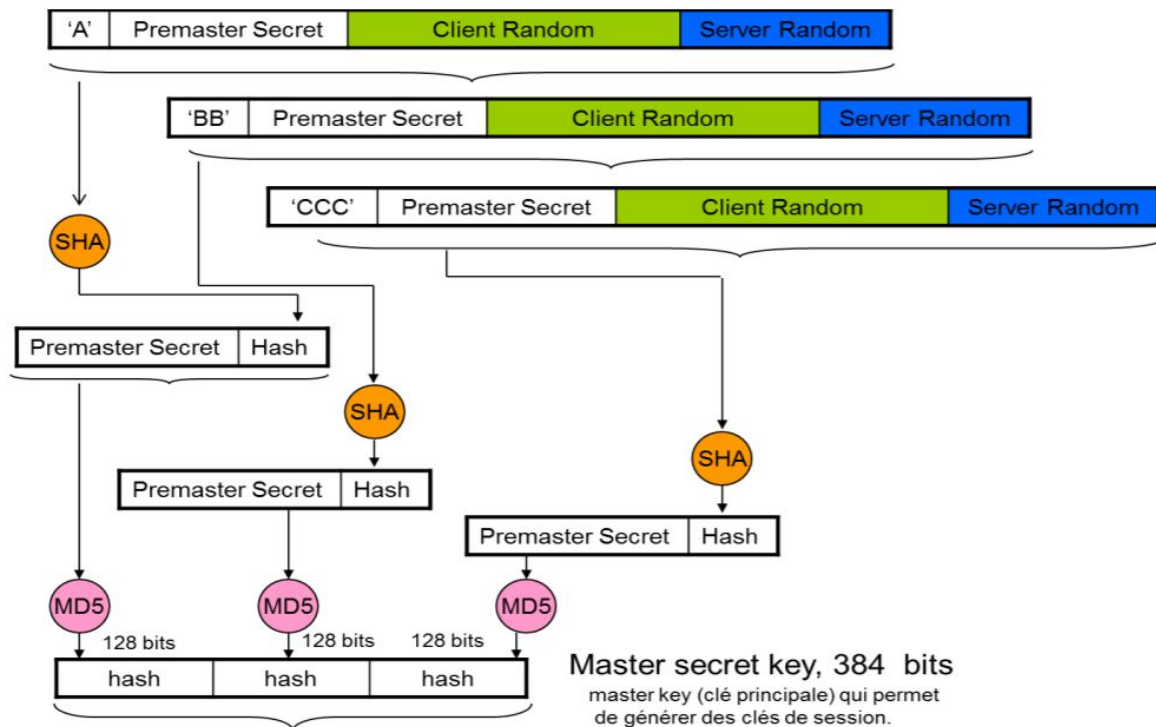 ‘A’ Premaster Secret Client Random Server Random
‘BB’ Premaster Secret Client Random Server Random
‘CCC’ Premaster Secret Client Random Server Random
SHA
Premaster Secret Hash
SHA
SHA
Premaster Secret Hash
Premaster Secret Hash
MD5
MD5
MD5
128 bits
128 bits
128 bits
hash hash hash
Master secret key, 384 bits
master key (clé principale) qui permet
de générer des clés de session.